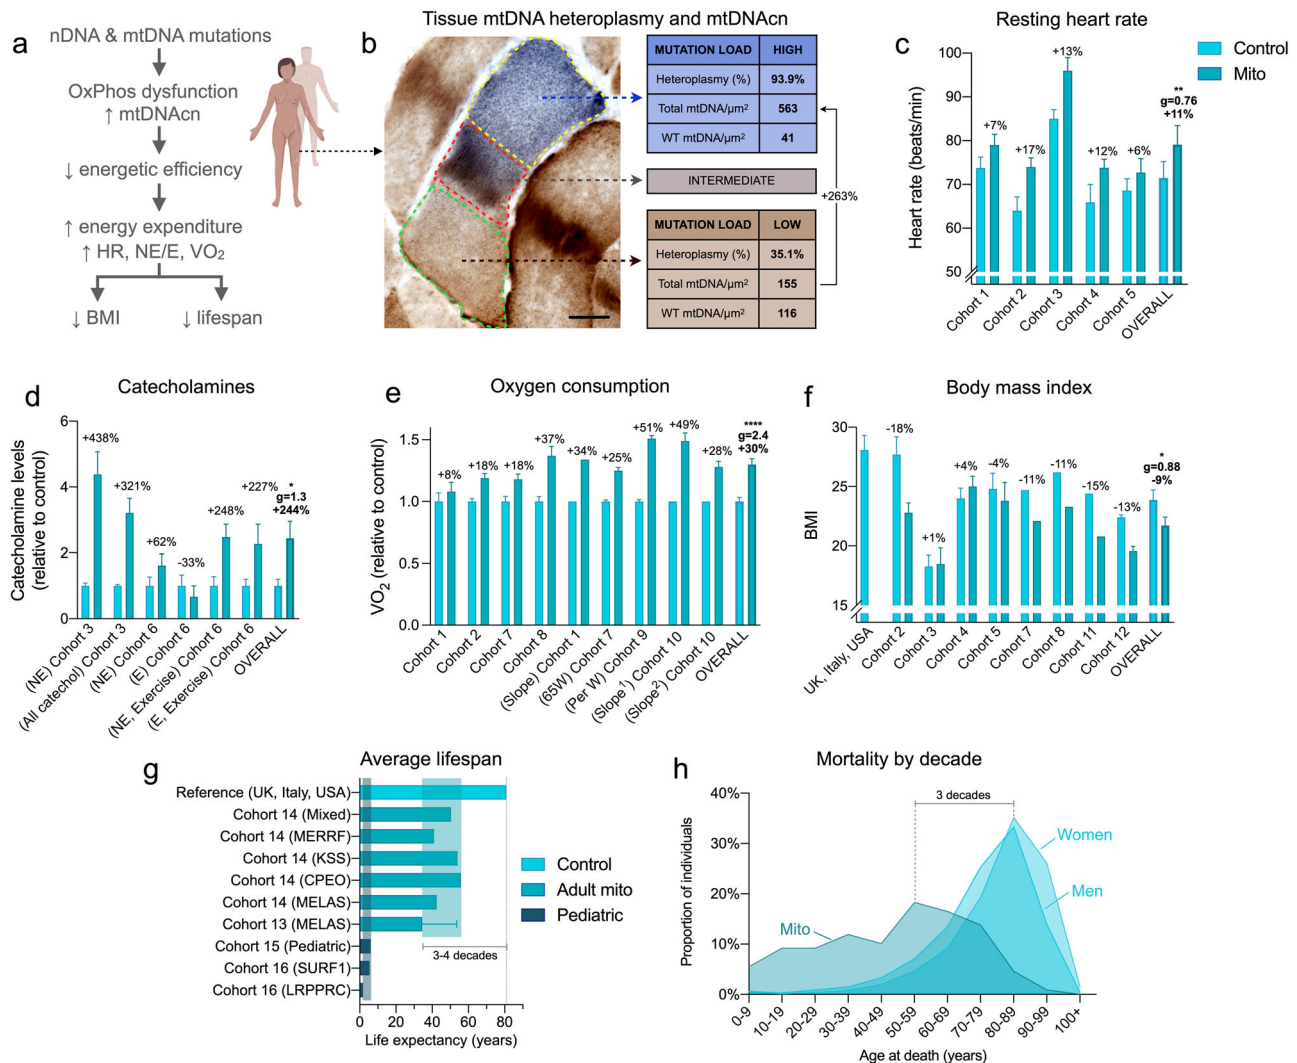 a
nDNA & mtDNA mutations
OxPhos dysfunction
↑ mtDNAcn
↓ energetic efficiency
↑ energy expenditure
↑ HR, NE/E, VO₂
↓ BMI
↓ lifespan
Tissue mtDNA heteroplasmy and mtDNAcn
b
MUTATION LOAD HIGH
Heteroplasmy (%) 93.9%
Total mtDNA/µm² 563
WT mtDNA/µm² 41
INTERMEDIATE
+263%
MUTATION LOAD LOW
Heteroplasmy (%) 35.1%
Total mtDNA/µm² 155
WT mtDNA/µm² 116
Resting heart rate
c
Control
Mito
Heart rate (beats/min)
100
90
80
70
60
50
+7%
+17%
+13%
+12%
+6%
**
g=0.76
+11%
Cohort 1
Cohort 2
Cohort 3
Cohort 4
Cohort 5
OVERALL
d
Catecholamines
Catecholamine levels
(relative to control)
6
4
2
0
+438%
+321%
+62%
-33%
+248%
+227%
*
g=1.3
+244%
(NE) Cohort 3
(All catechol) Cohort 3
(NE) Cohort 6
(E) Cohort 6
(NE, Exercise) Cohort 6
(E, Exercise) Cohort 6
OVERALL
e
Oxygen consumption
VO₂ (relative to control)
1.5
1.0
0.5
0.0
+8%
+18%
+18%
+37%
+34%
+25%
+51%
+49%
+28%
****
g=2.4
+30%
Cohort 1
Cohort 2
Cohort 7
Cohort 8
(Slope) Cohort 1
(65W) Cohort 7
(Per W) Cohort 9
(Slope¹) Cohort 10
(Slope²) Cohort 10
OVERALL
f
Body mass index
BMI
30
25
20
15
-18%
+1%
+4%
-4%
-11%
-11%
-15%
-13%
*
g=0.88
-9%
UK, Italy, USA
Cohort 2
Cohort 3
Cohort 4
Cohort 5
Cohort 7
Cohort 8
Cohort 11
Cohort 12
OVERALL
g
Average lifespan
Reference (UK, Italy, USA)
Cohort 14 (Mixed)
Cohort 14 (MERRF)
Cohort 14 (KSS)
Cohort 14 (CPEO)
Cohort 14 (MELAS)
Cohort 13 (MELAS)
Cohort 15 (Pediatric)
Cohort 16 (SURF1)
Cohort 16 (LRPPRC)
3-4 decades
0 20 40 60 80
Life expectancy (years)
Control
Adult mito
Pediatric
h
Mortality by decade
Proportion of individuals
40%
30%
20%
10%
0%
3 decades
Women
Men
Mito
0-9
10-19
20-29
30-39
40-49
50-59
60-69
70-79
80-89
90-99
100+
Age at death (years)